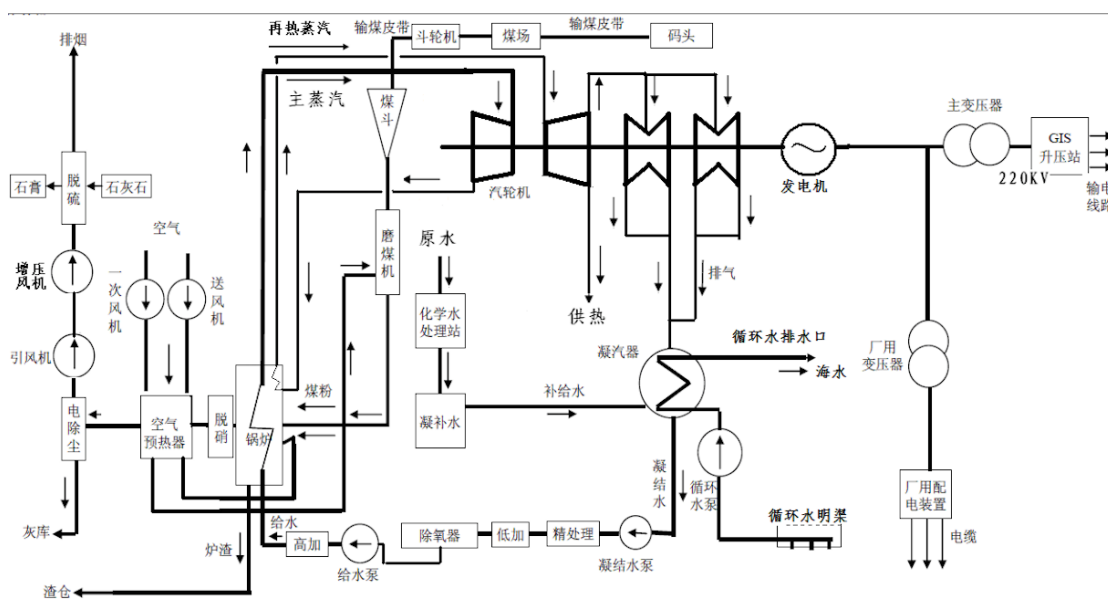 再热蒸汽
输煤皮带
斗轮机
煤场
输煤皮带
码头
排烟
主蒸汽
煤斗
主变压器
GIS
升压站
220KV
输电
线路
发电机
汽轮机
石膏
脱硫
石灰石
空气
原水
磨煤机
增压
风机
一次风机
送风机
排气
供热
化学水
处理站
凝汽器
循环水排水口
海水
厂用
变压器
引风机
煤粉
补给水
电除尘
空气
预热器
脱硝
锅炉
凝补水
凝结水
循环
水泵
厂用配
电装置
灰库
给水
除氧器
低加
精处理
循环水明渠
电缆
炉渣
高加
给水泵
凝结水泵
渣仓